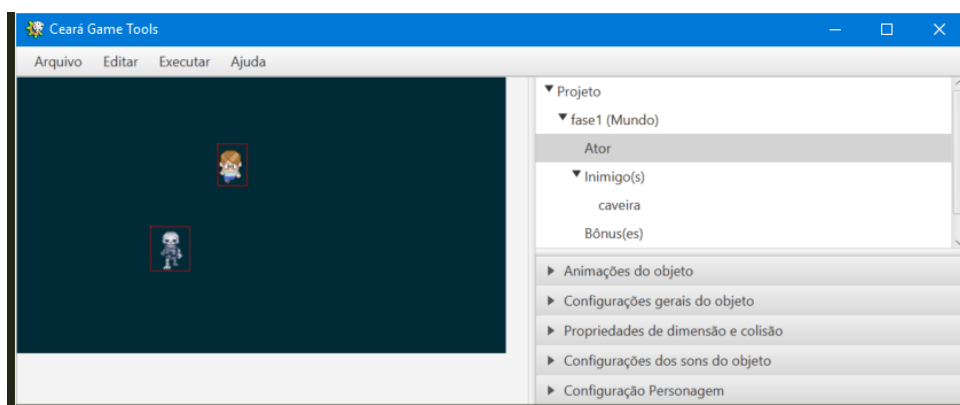 Ceará Game Tools
Arquivo Editar Executar Ajuda
Projeto
fase1 (Mundo)
Ator
Inimigo(s)
caveira
Bônus(es)
Animações do objeto
Configurações gerais do objeto
Propriedades de dimensão e colisão
Configurações dos sons do objeto
Configuração Personagem